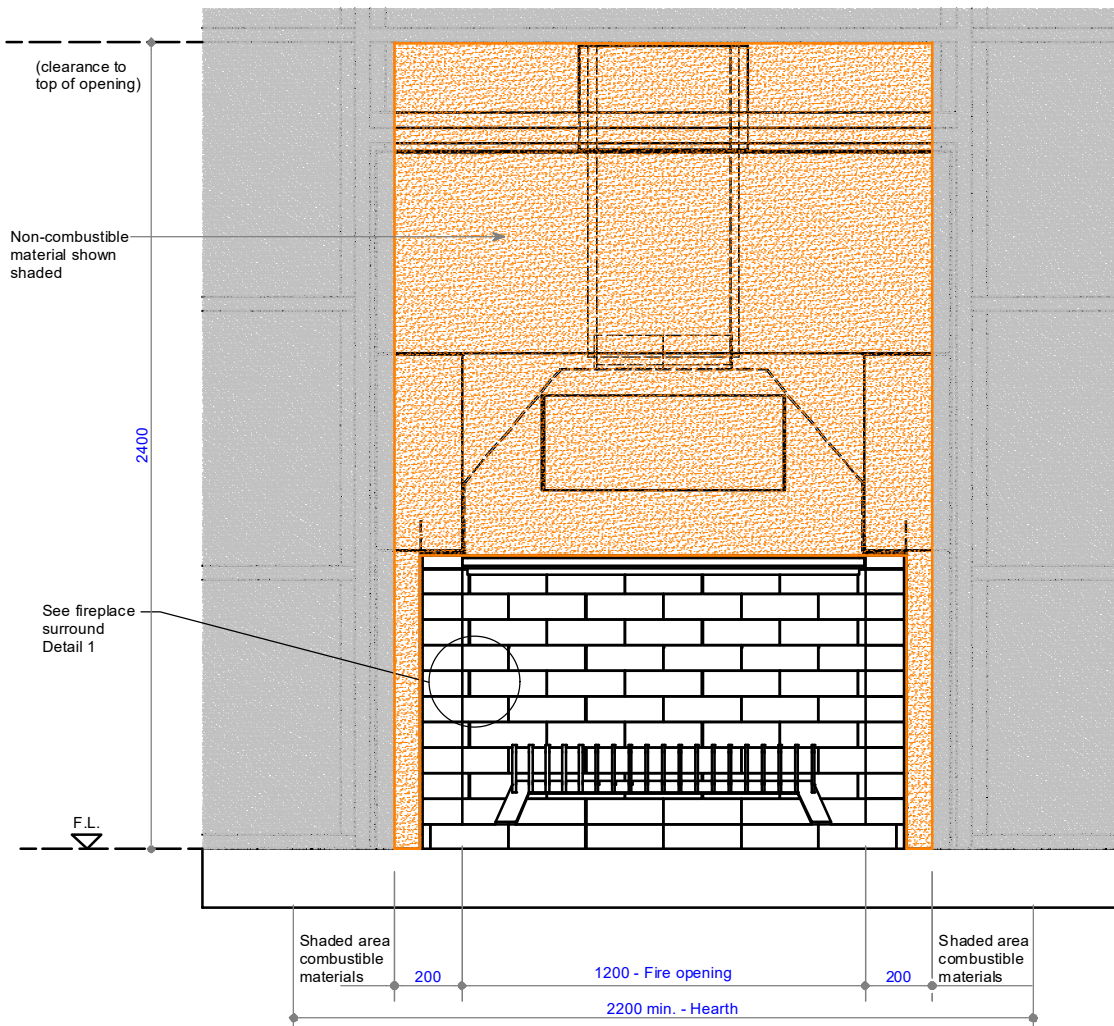 (clearance to
top of opening)
Non-combustible
material shown
shaded
2400
See fireplace
surround
Detail 1
F.L.
Shaded area
combustible
materials
200
1200 - Fire opening
200
Shaded area
combustible
materials
2200 min. - Hearth